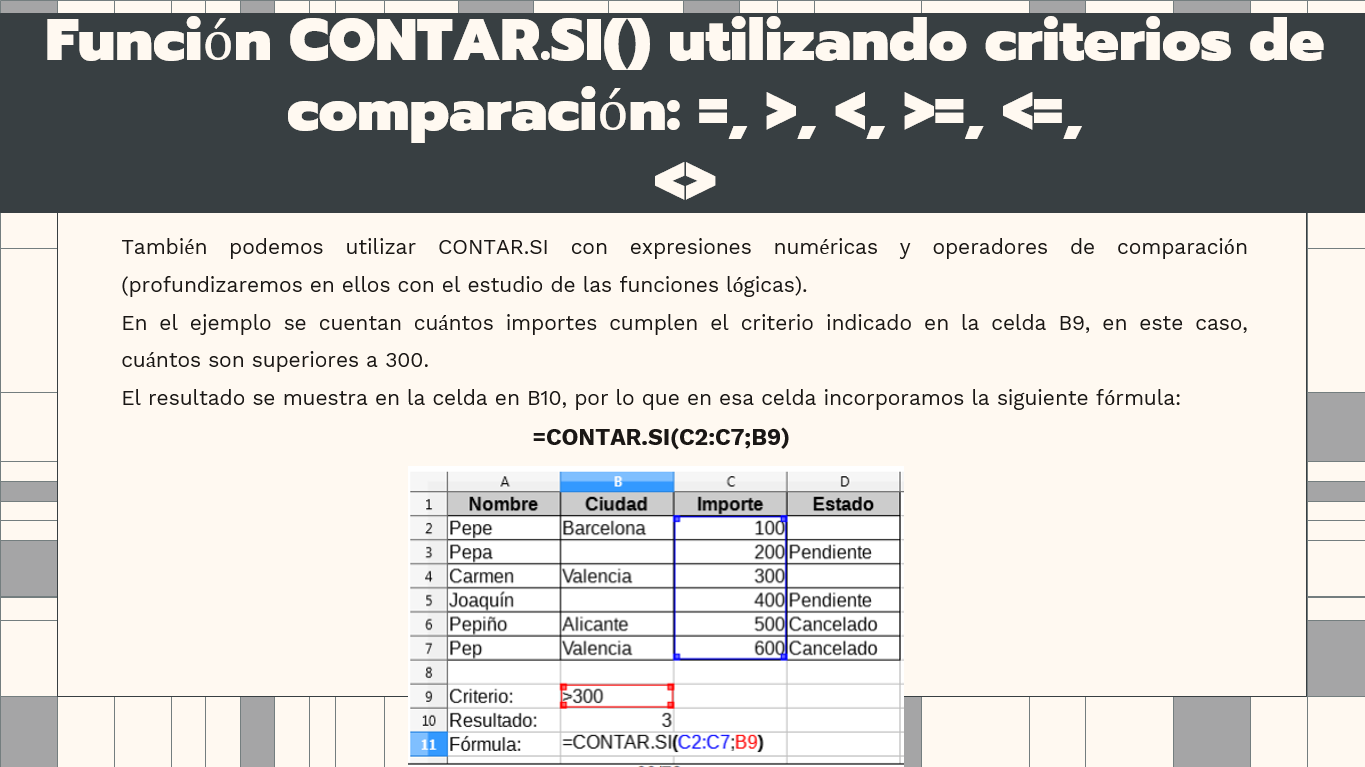 Función CONTAR.SI() utilizando criterios de
comparación: =, >, <, >=, <=,
<>
También podemos utilizar CONTAR.SI con expresiones numéricas y operadores de comparación
(profundizaremos en ellos con el estudio de las funciones lógicas).
En el ejemplo se cuentan cuántos importes cumplen el criterio indicado en la celda B9, en este caso,
cuántos son superiores a 300.
El resultado se muestra en la celda en B10, por lo que en esa celda incorporamos la siguiente fórmula:
=CONTAR.SI(C2:C7;B9)
A B C D
1 Nombre Ciudad Importe Estado
2 Pepe Barcelona 100
3 Pepa 200 Pendiente
4 Carmen Valencia 300
5 Joaquín 400 Pendiente
6 Pepiño Alicante 500 Cancelado
7 Pep Valencia 600 Cancelado
8
9 Criterio: >300
10 Resultado: 3
11 Fórmula: =CONTAR.SI(C2:C7;B9)